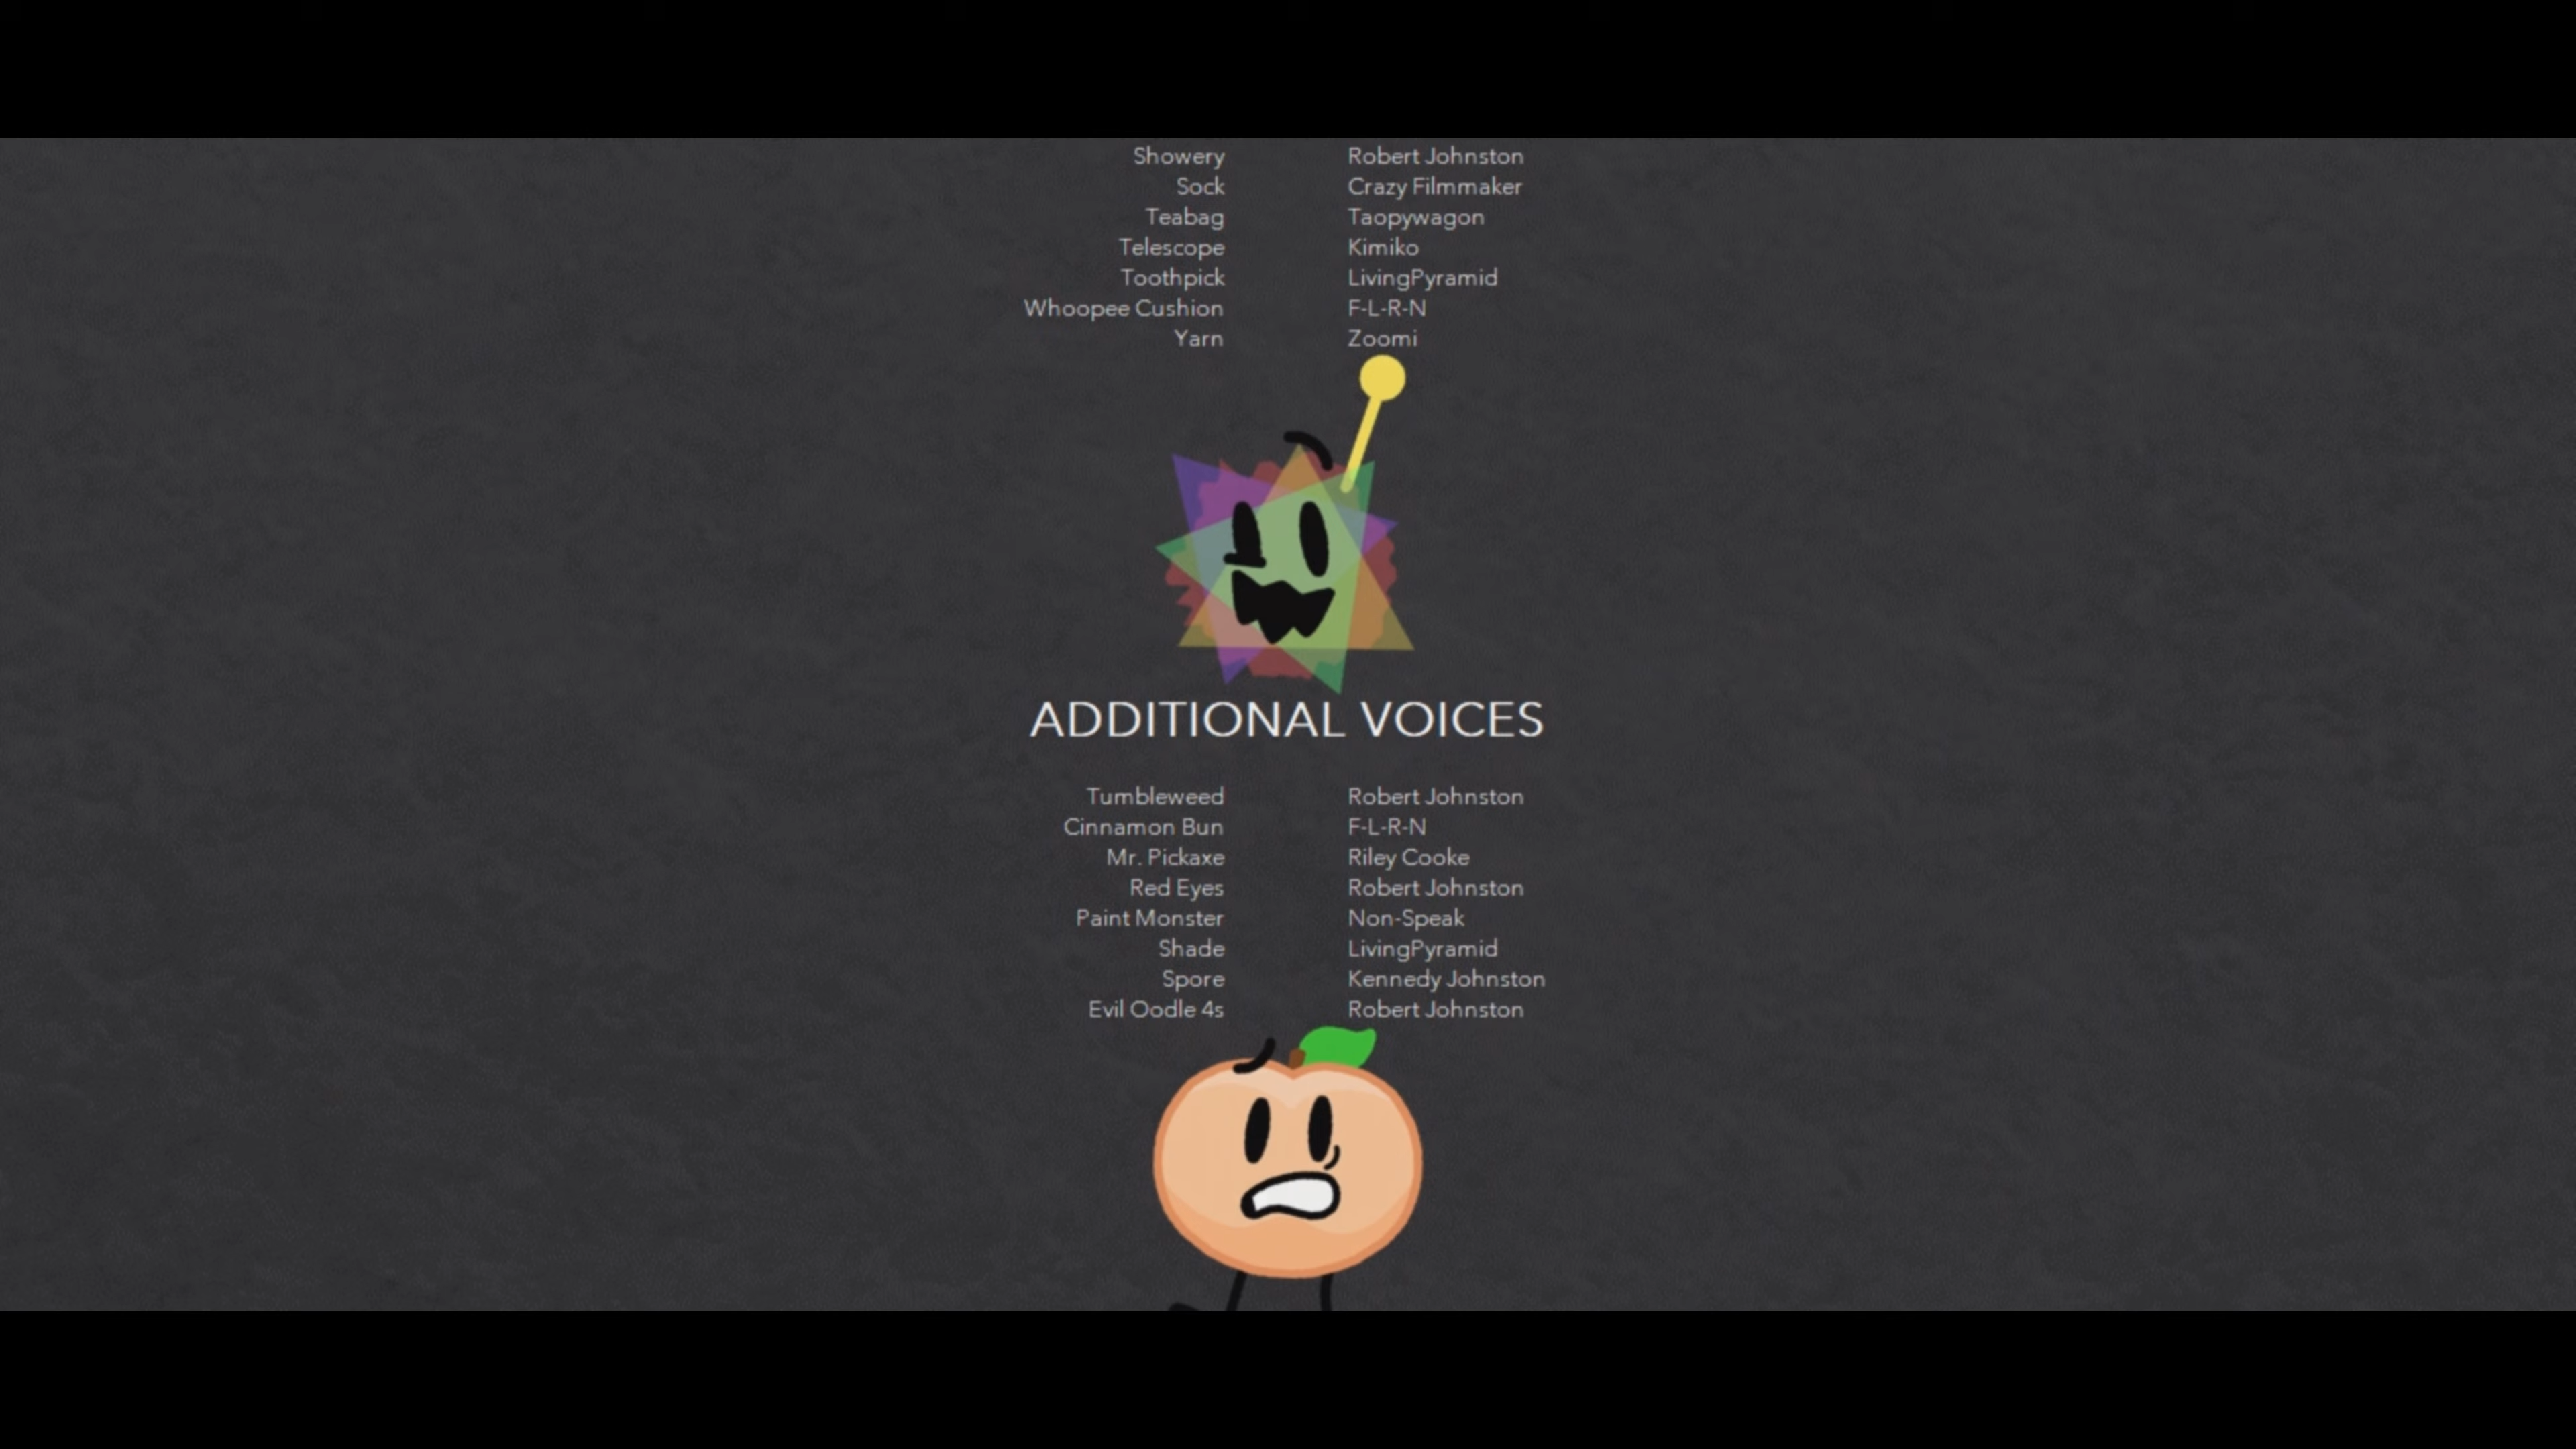 Showery Robert Johnston
Sock Crazy Filmmaker
Teabag Taopywagon
Telescope Kimiko
Toothpick LivingPyramid
Whoopee Cushion F-L-R-N
Yarn Zoomi
ADDITIONAL VOICES
Tumbleweed Robert Johnston
Cinnamon Bun F-L-R-N
Mr. Pickaxe Riley Cooke
Red Eyes Robert Johnston
Paint Monster Non-Speak
Shade LivingPyramid
Spore Kennedy Johnston
Evil Oodle 4s Robert Johnston